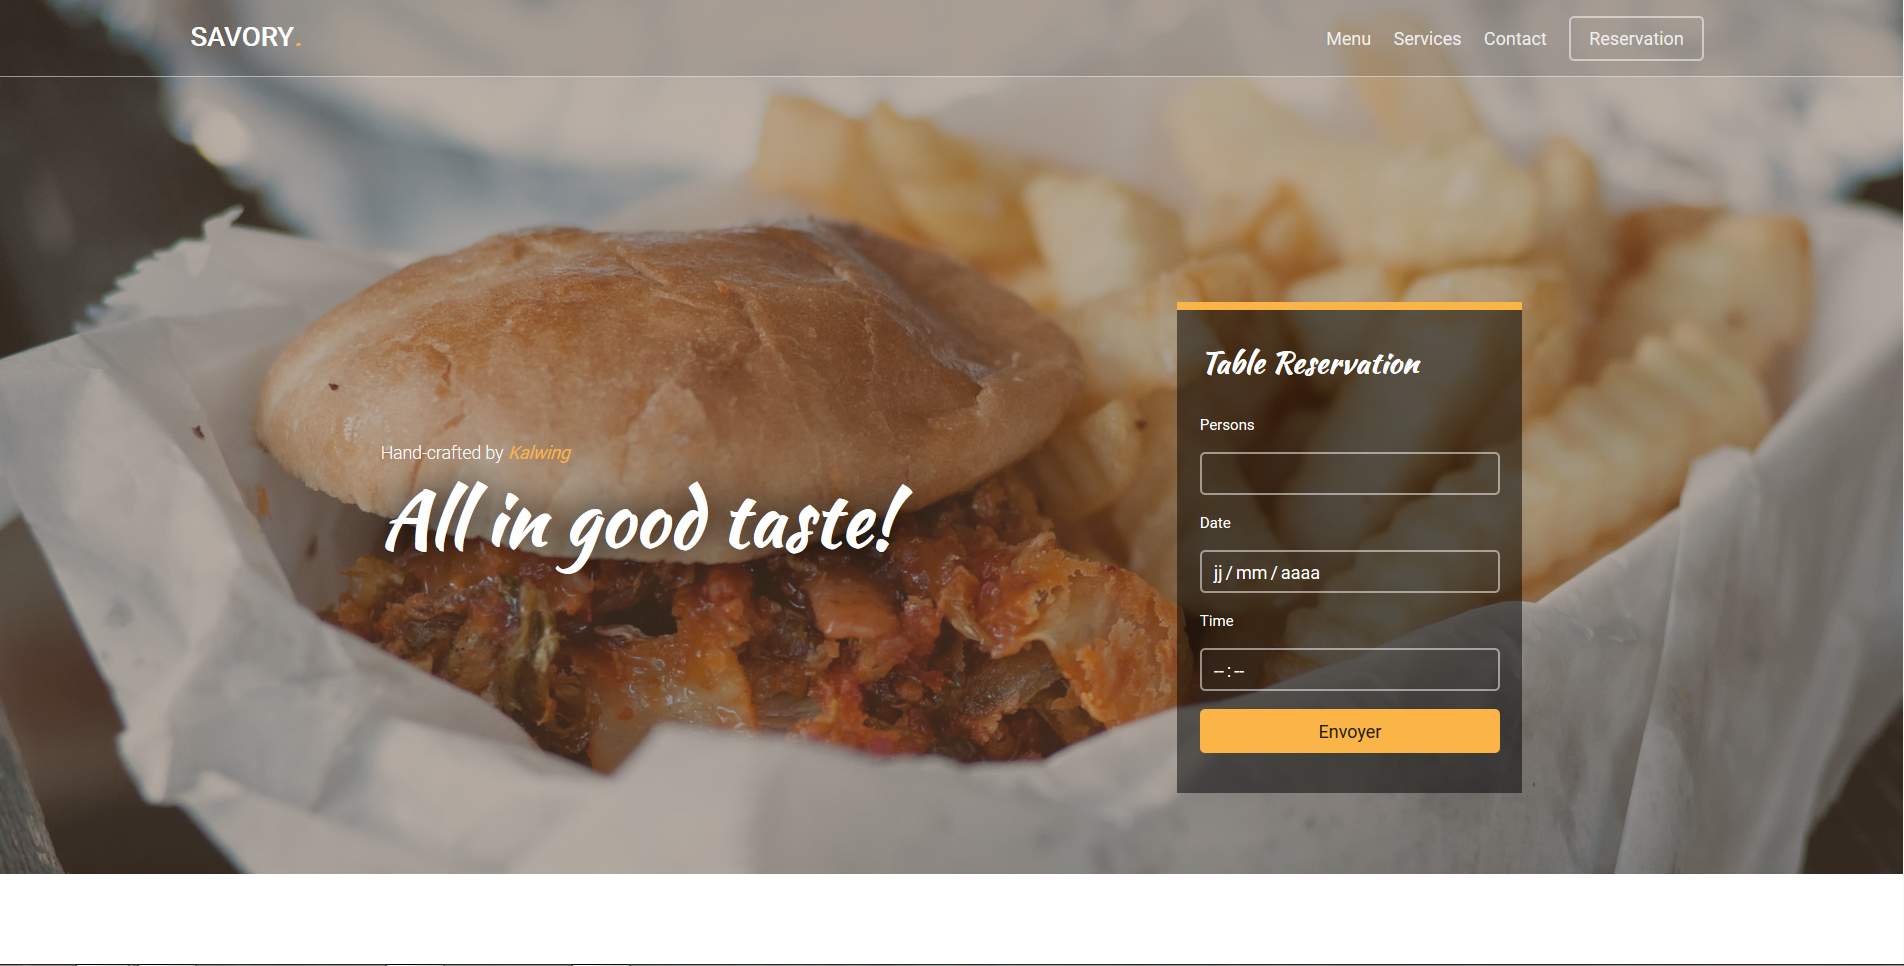 SAVORY.
Menu Services Contact Reservation
Hand-crafted by Kalwing
All in good taste!
Table Reservation
Persons
Date
jj / mm / aaaa
Time
-- : --
Envoyer